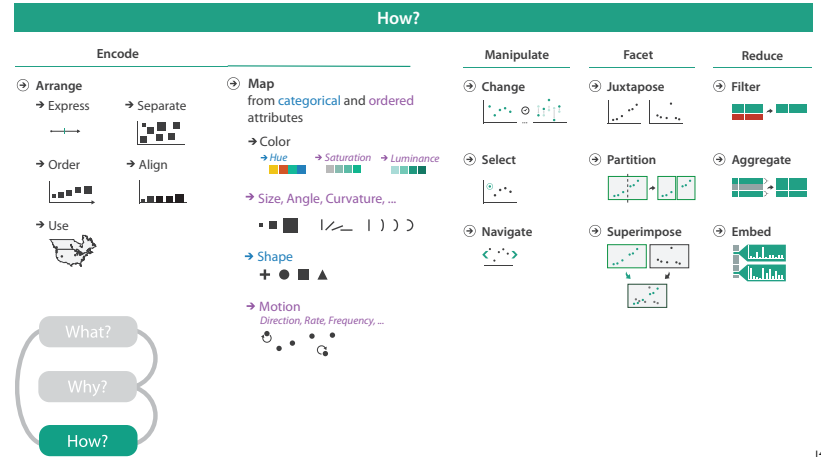 How?
Encode
Manipulate
Facet
Reduce
Arrange
Express
Separate
Order
Align
Use
Map
from categorical and ordered
attributes
Color
Hue
Saturation
Luminance
Size, Angle, Curvature, ...
Shape
Motion
Direction, Rate, Frequency, ...
Change
Select
Navigate
Juxtapose
Partition
Superimpose
Filter
Aggregate
Embed
What?
Why?
How?